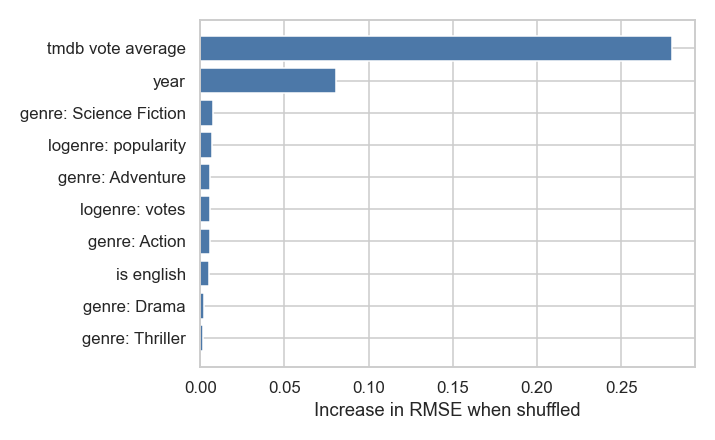 tmdb vote average
year
genre: Science Fiction
logenre: popularity
genre: Adventure
logenre: votes
genre: Action
is english
genre: Drama
genre: Thriller
0.00 0.05 0.10 0.15 0.20 0.25
Increase in RMSE when shuffled